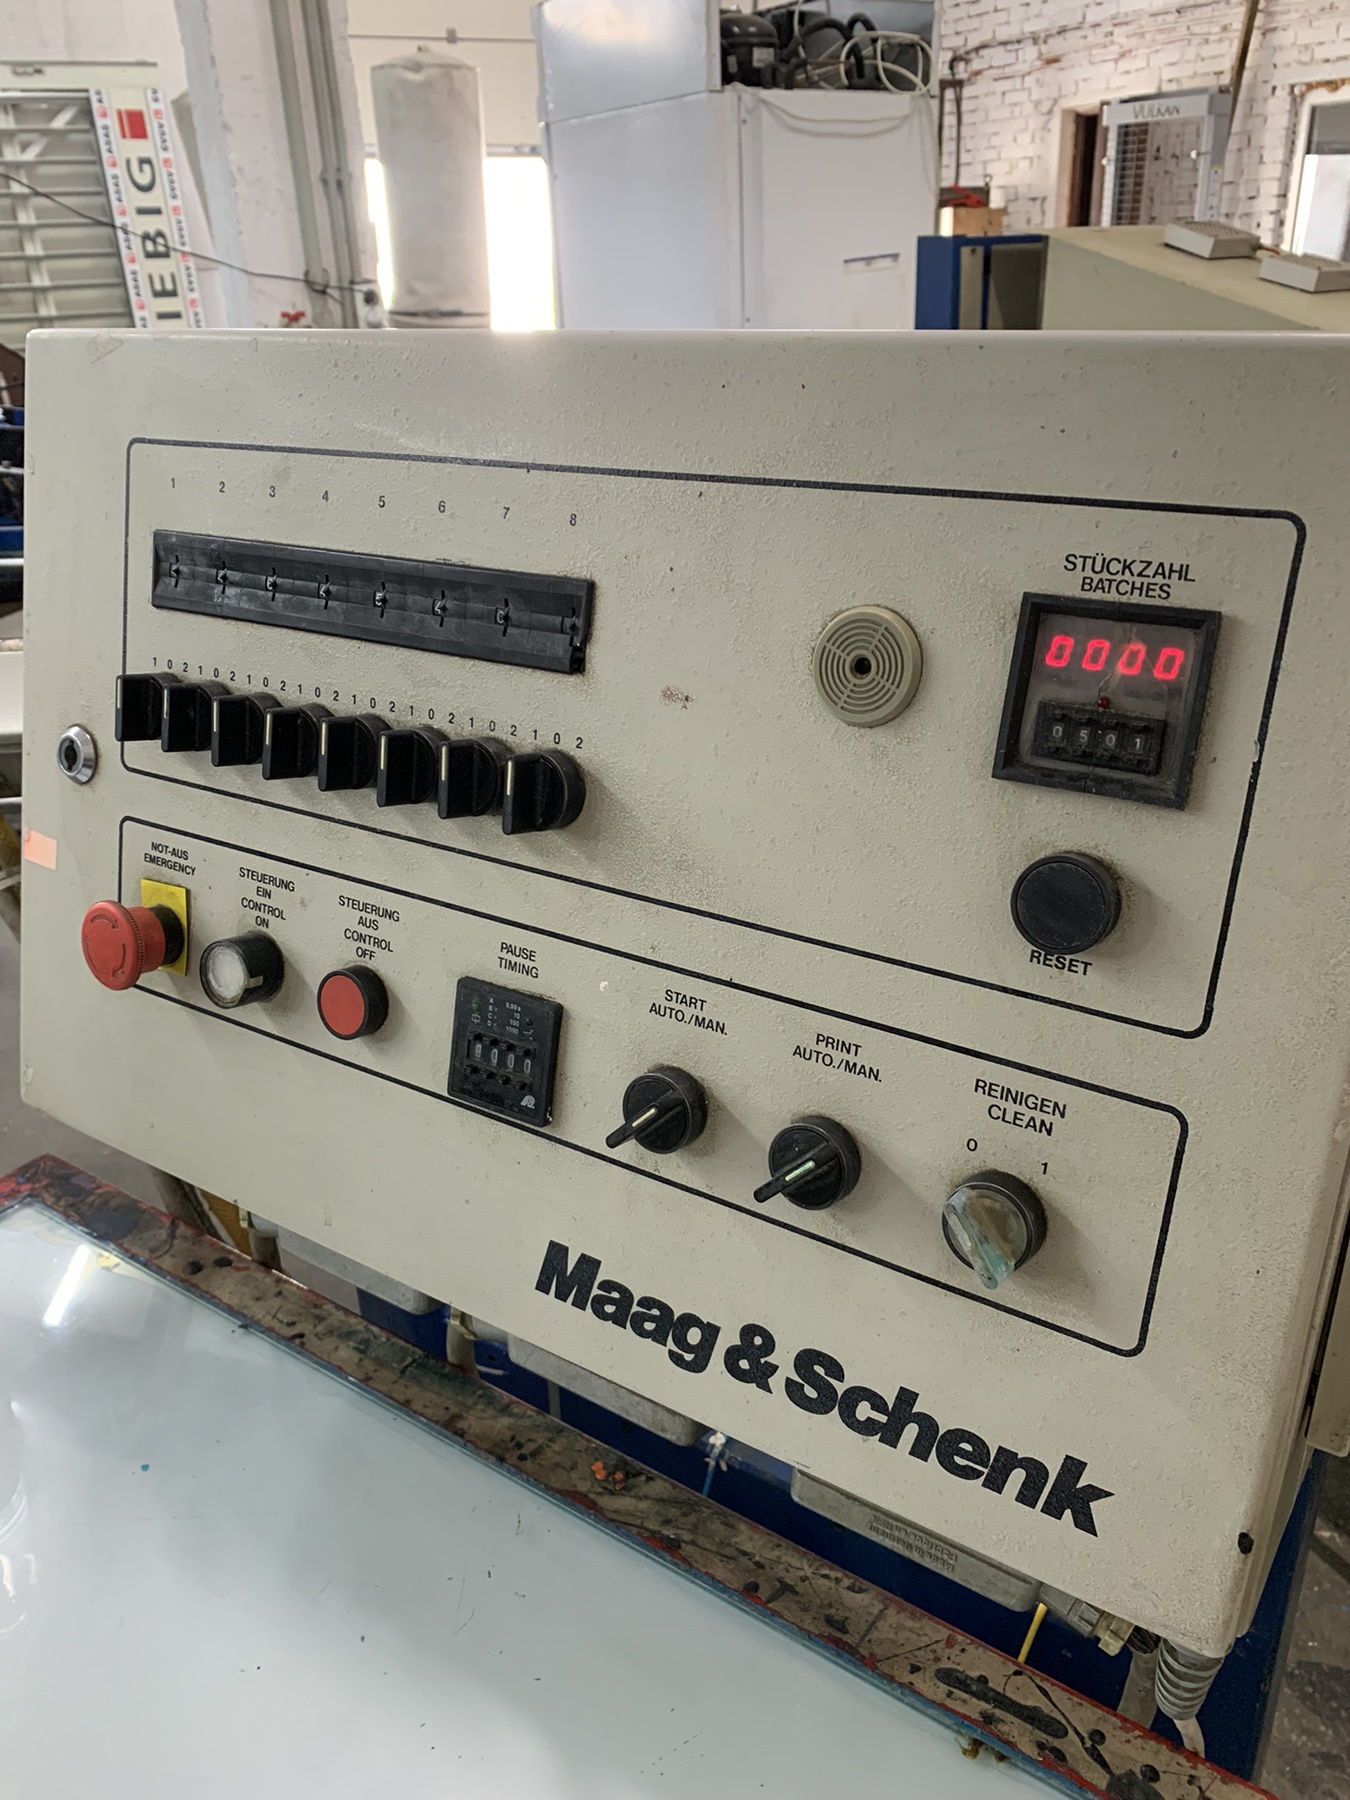 VULKAN
IEBIG
1 2 3 4 5 6 7 8
STÜCKZAHL
BATCHES
0000
0501
1 0 2 1 0 2 1 0 2 1 0 2 1 0 2 1 0 2 1 0 2 1 0 2
RESET
NOT-AUS
EMERGENCY
STEUERUNG
EIN
CONTROL
ON
STEUERUNG
AUS
CONTROL
OFF
PAUSE
TIMING
START
AUTO./MAN.
PRINT
AUTO./MAN.
REINIGEN
CLEAN
0 1
Maag & Schenk